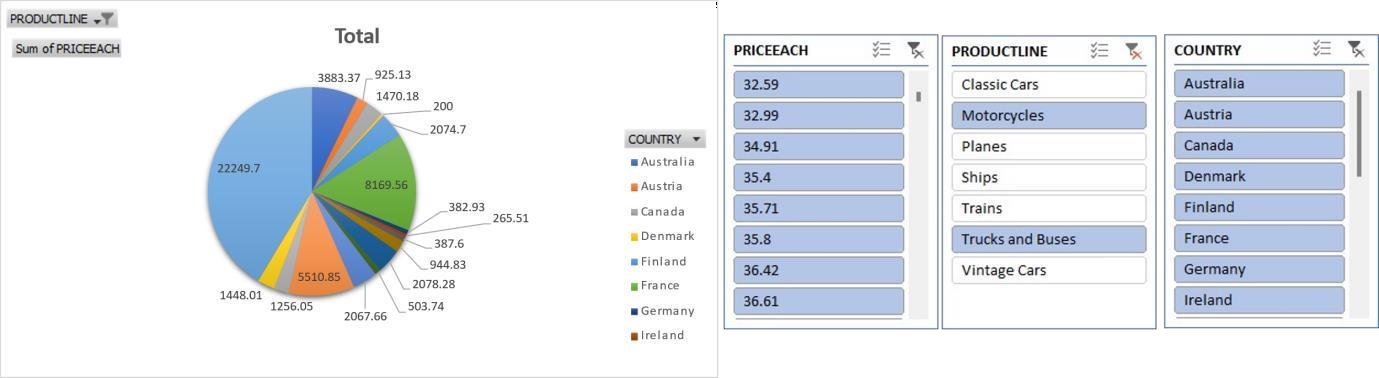 PRODUCTLINE
Sum of PRICEEACH
Total
3883.37
925.13
1470.18
200
2074.7
8169.56
382.93
265.51
387.6
944.83
2078.28
503.74
2067.66
5510.85
1256.05
1448.01
22249.7
COUNTRY
Australia
Austria
Canada
Denmark
Finland
France
Germany
Ireland
PRICEEACH
32.59
32.99
34.91
35.4
35.71
35.8
36.42
36.61
PRODUCTLINE
Classic Cars
Motorcycles
Planes
Ships
Trains
Trucks and Buses
Vintage Cars
COUNTRY
Australia
Austria
Canada
Denmark
Finland
France
Germany
Ireland